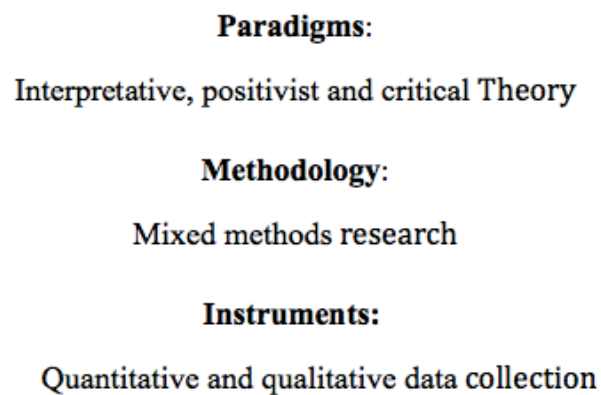 Paradigms:
Interpretative, positivist and critical Theory
Methodology:
Mixed methods research
Instruments:
Quantitative and qualitative data collection